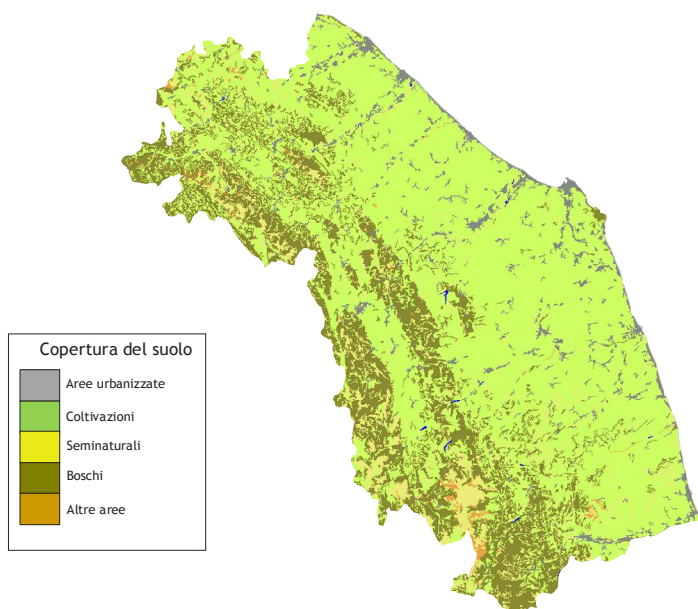 Copertura del suolo
Aree urbanizzate
Coltivazioni
Seminaturali
Boschi
Altre aree